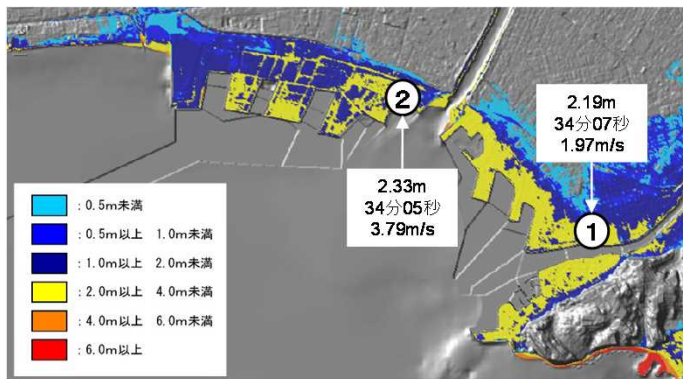 2
2.19m
34分07秒
1.97m/s
2.33m
34分05秒
3.79m/s
1
：0.5m未満
：0.5m以上 1.0m未満
：1.0m以上 2.0m未満
：2.0m以上 4.0m未満
：4.0m以上 6.0m未満
：6.0m以上